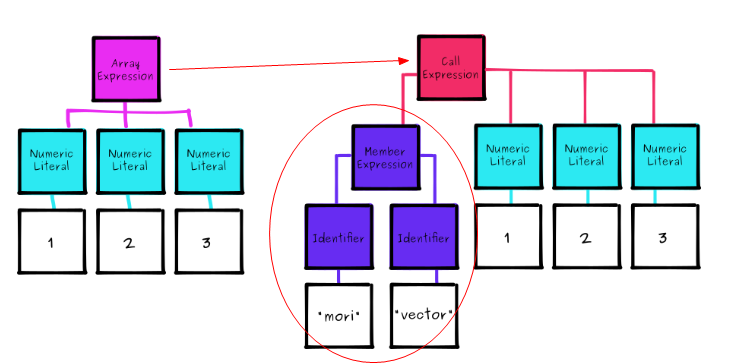 Array
Expression
Numeric
Literal
Numeric
Literal
Numeric
Literal
1
2
3
Call
Expression
Member
Expression
Numeric
Literal
Numeric
Literal
Numeric
Literal
Identifier
Identifier
1
2
3
"mori"
"vector"